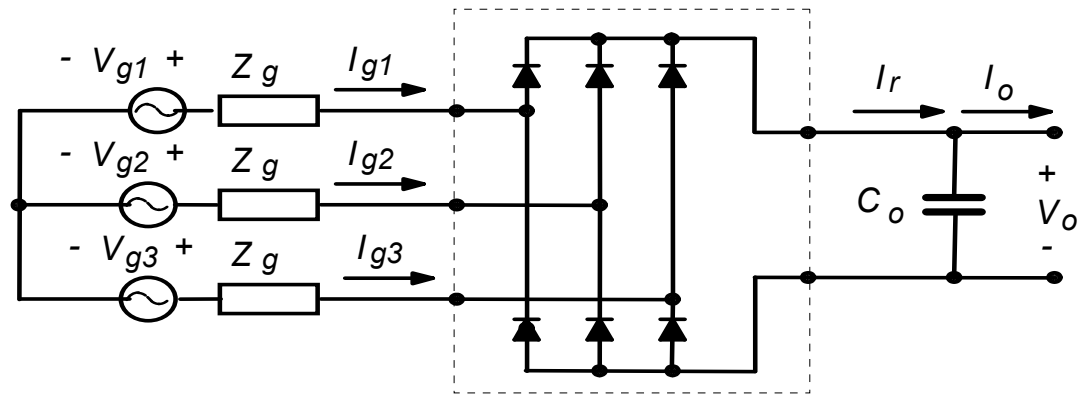 - Vg1 +
Zg
Ig1
- Vg2 +
Zg
Ig2
- Vg3 +
Zg
Ig3
Ir
Io
Co
+
Vo
-